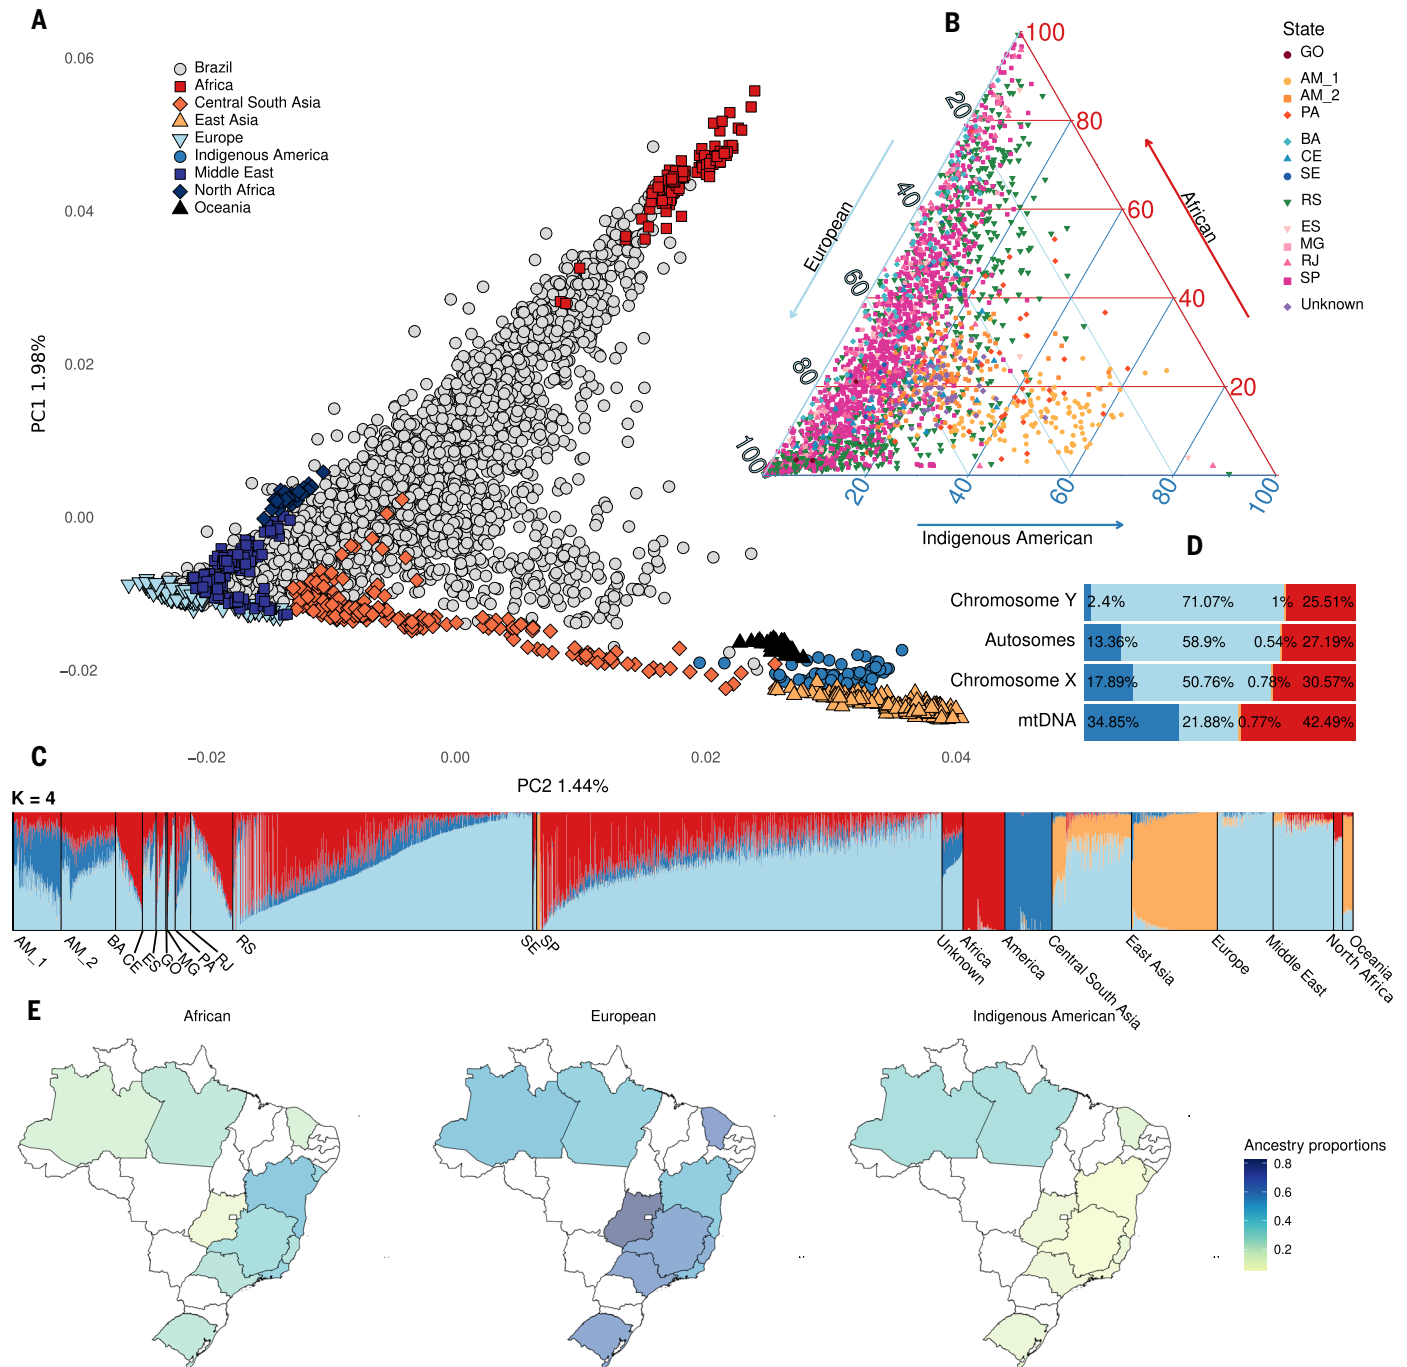 A
0.06
0.04
0.02
0.00
−0.02
PC1 1.98%
Brazil
Africa
Central South Asia
East Asia
Europe
Indigenous America
Middle East
North Africa
Oceania
−0.02
0.00
0.02
0.04
PC2 1.44%
B
100
80
60
40
20
20
40
60
80
100
20
40
60
80
100
European
African
Indigenous American
State
GO
AM_1
AM_2
PA
BA
CE
SE
RS
ES
MG
RJ
SP
Unknown
D
Chromosome Y
2.4%
71.07%
1%
25.51%
Autosomes
13.36%
58.9%
0.54%
27.19%
Chromosome X
17.89%
50.76%
0.78%
30.57%
mtDNA
34.85%
21.88%
0.77%
42.49%
C
K = 4
AM_1
AM_2
BA
CE
ES
GO
MG
PA
RJ
RS
SE
SP
Unknown
Africa
America
Central South Asia
East Asia
Europe
Middle East
North Africa
Oceania
E
African
European
Indigenous American
Ancestry proportions
0.8
0.6
0.4
0.2